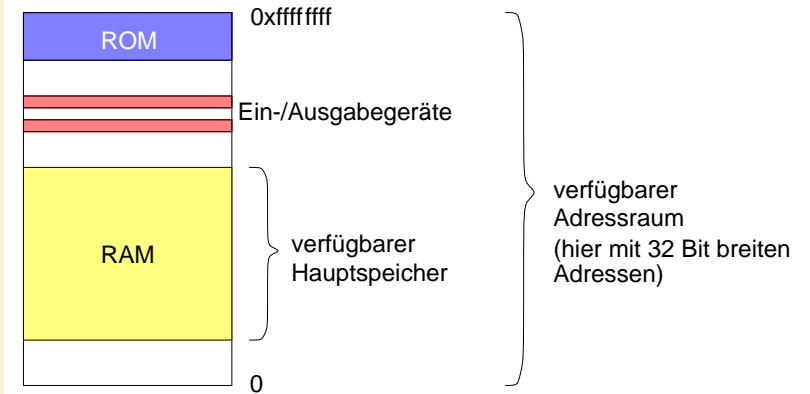 0xffffffff
ROM
Ein-/Ausgabegeräte
verfügbarer
Adressraum
(hier mit 32 Bit breiten
Adressen)
verfügbarer
Hauptspeicher
RAM
0